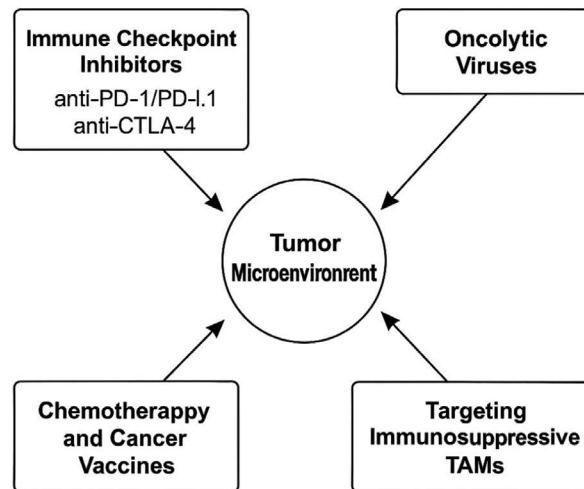 Immune Checkpoint
Inhibitors
anti-PD-1/PD-l.1
anti-CTLA-4
Oncolytic
Viruses
Tumor
Microenvironrent
Chemotherappy
and Cancer
Vaccines
Targeting
Immunosuppressive
TAMs